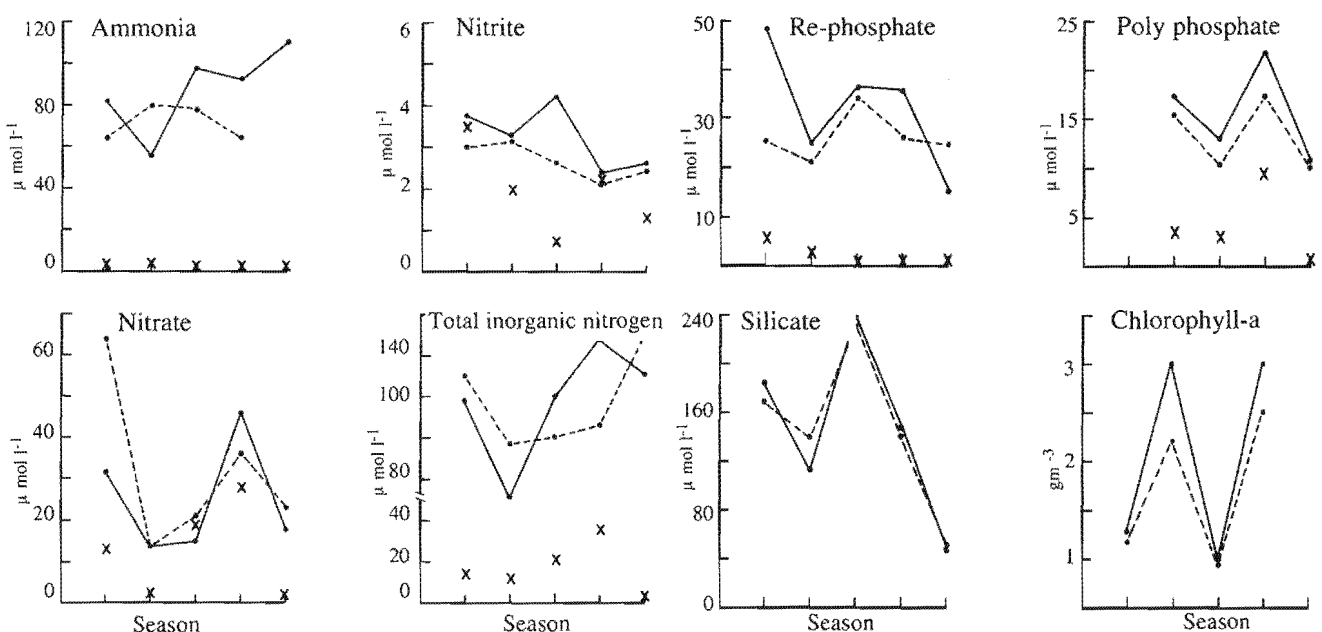 Ammonia
120
80
40
0
μ mol l-1
Nitrite
6
4
2
0
μ mol l-1
Re-phosphate
50
30
10
μ mol l-1
Poly phosphate
25
15
5
μ mol l-1
Nitrate
60
40
20
0
μ mol l-1
Season
Total inorganic nitrogen
140
100
80
40
20
0
μ mol l-1
Season
Silicate
240
160
80
0
μ mol l-1
Season
Chlorophyll-a
3
2
1
gm-3
Season